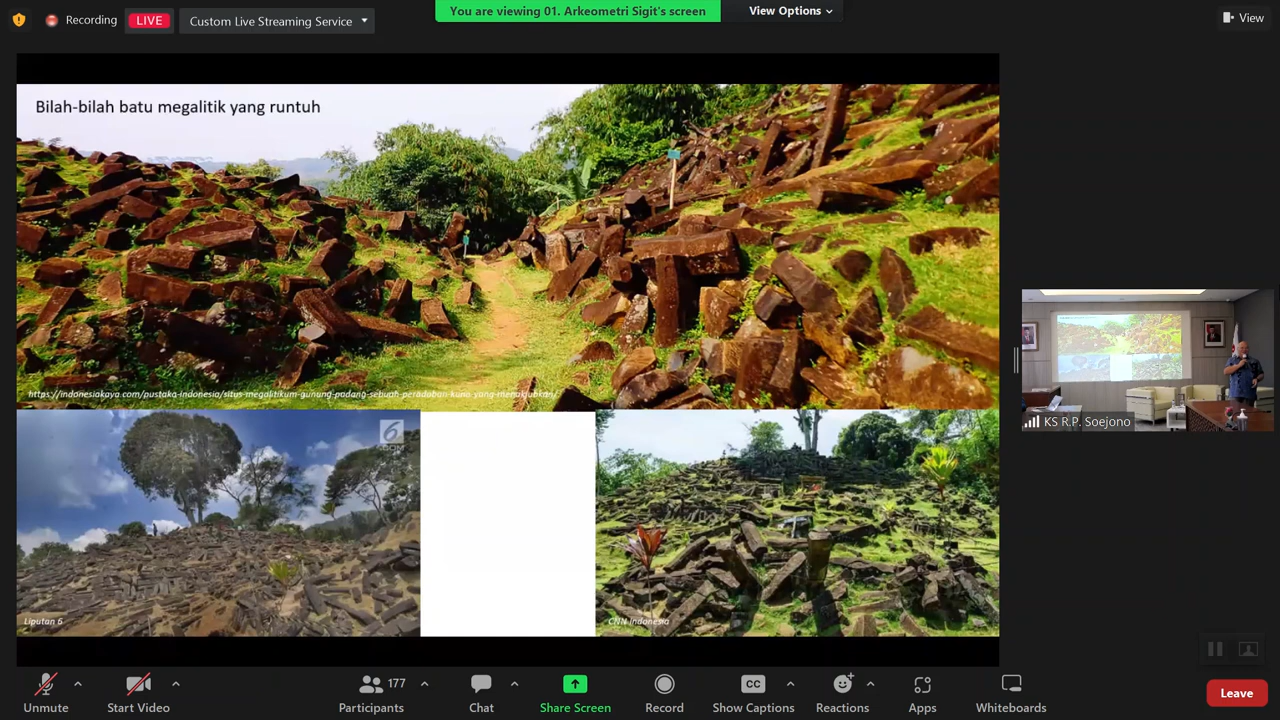 Recording
LIVE
Custom Live Streaming Service
You are viewing 01. Arkeometri Sigit's screen
View Options
View
Bilah-bilah batu megalitik yang runtuh
https://indonesiakaya.com/pustaka-indonesia/situs-megalitikum-gunung-padang-sebuah-peradaban-kuno-yang-menakjubkan/
6
.COM
Liputan 6
CNN Indonesia
KS R.P. Soejono
Unmute
Start Video
177
Participants
Chat
Share Screen
Record
CC
Show Captions
Reactions
Apps
Whiteboards
Leave